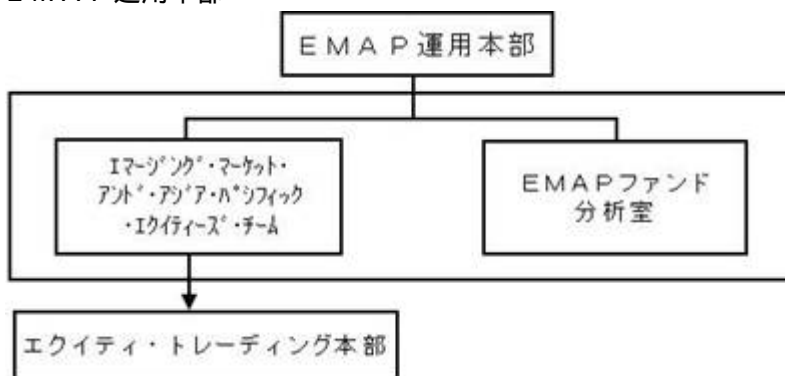 EMAP運用本部
ｴﾏｰｼﾞﾝｸﾞ･ﾏｰｹｯﾄ･
ｱﾝﾄﾞ･ｱｼﾞｱ･ﾊﾟｼﾌｨｯｸ
･ｴｸｲﾃｨｰｽﾞ･ﾁｰﾑ
EMAPファンド
分析室
エクイティ・トレーディング本部